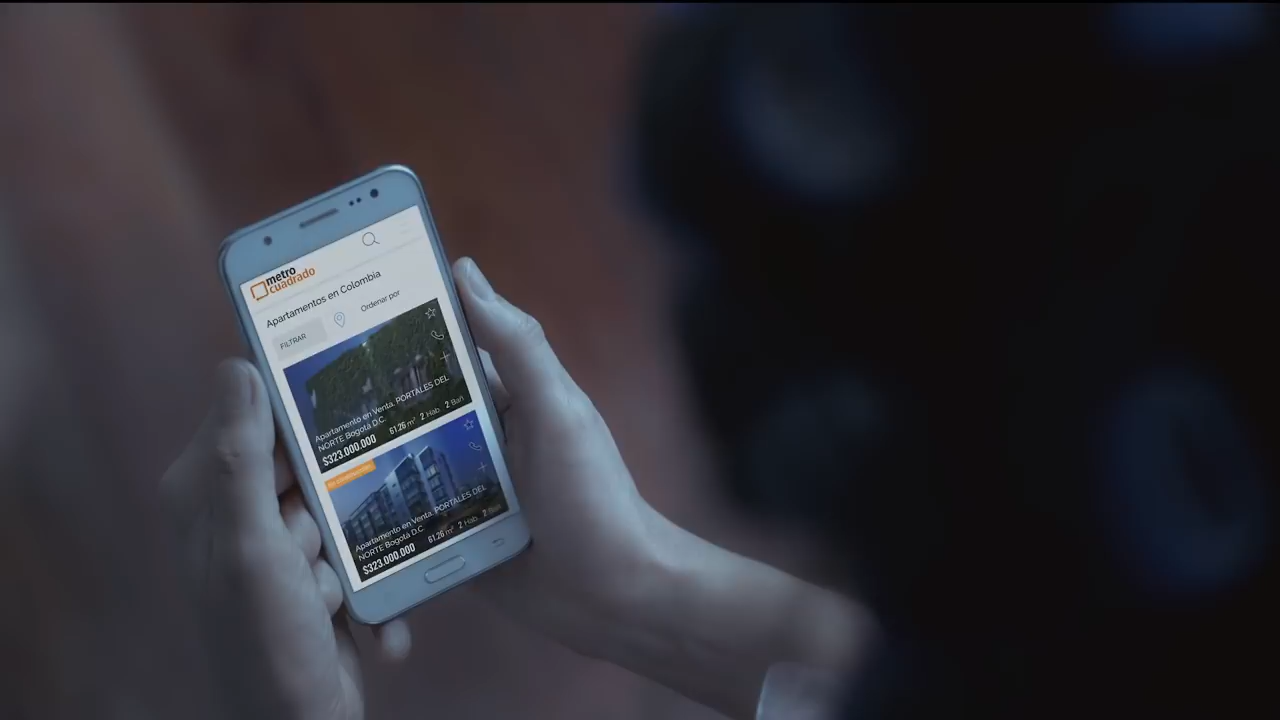 metro
cuadrado
Apartamentos en Colombia
FILTRAR
Ordenar por
Apartamento en Venta, PORTALES DEL
NORTE Bogotá D.C.
$323.000.000 61.26 m² 2 Hab 2 Bañ
Apartamento en Venta, PORTALES DEL
NORTE Bogotá D.C.
$323.000.000 61.26 m² 2 Hab 2 Bañ